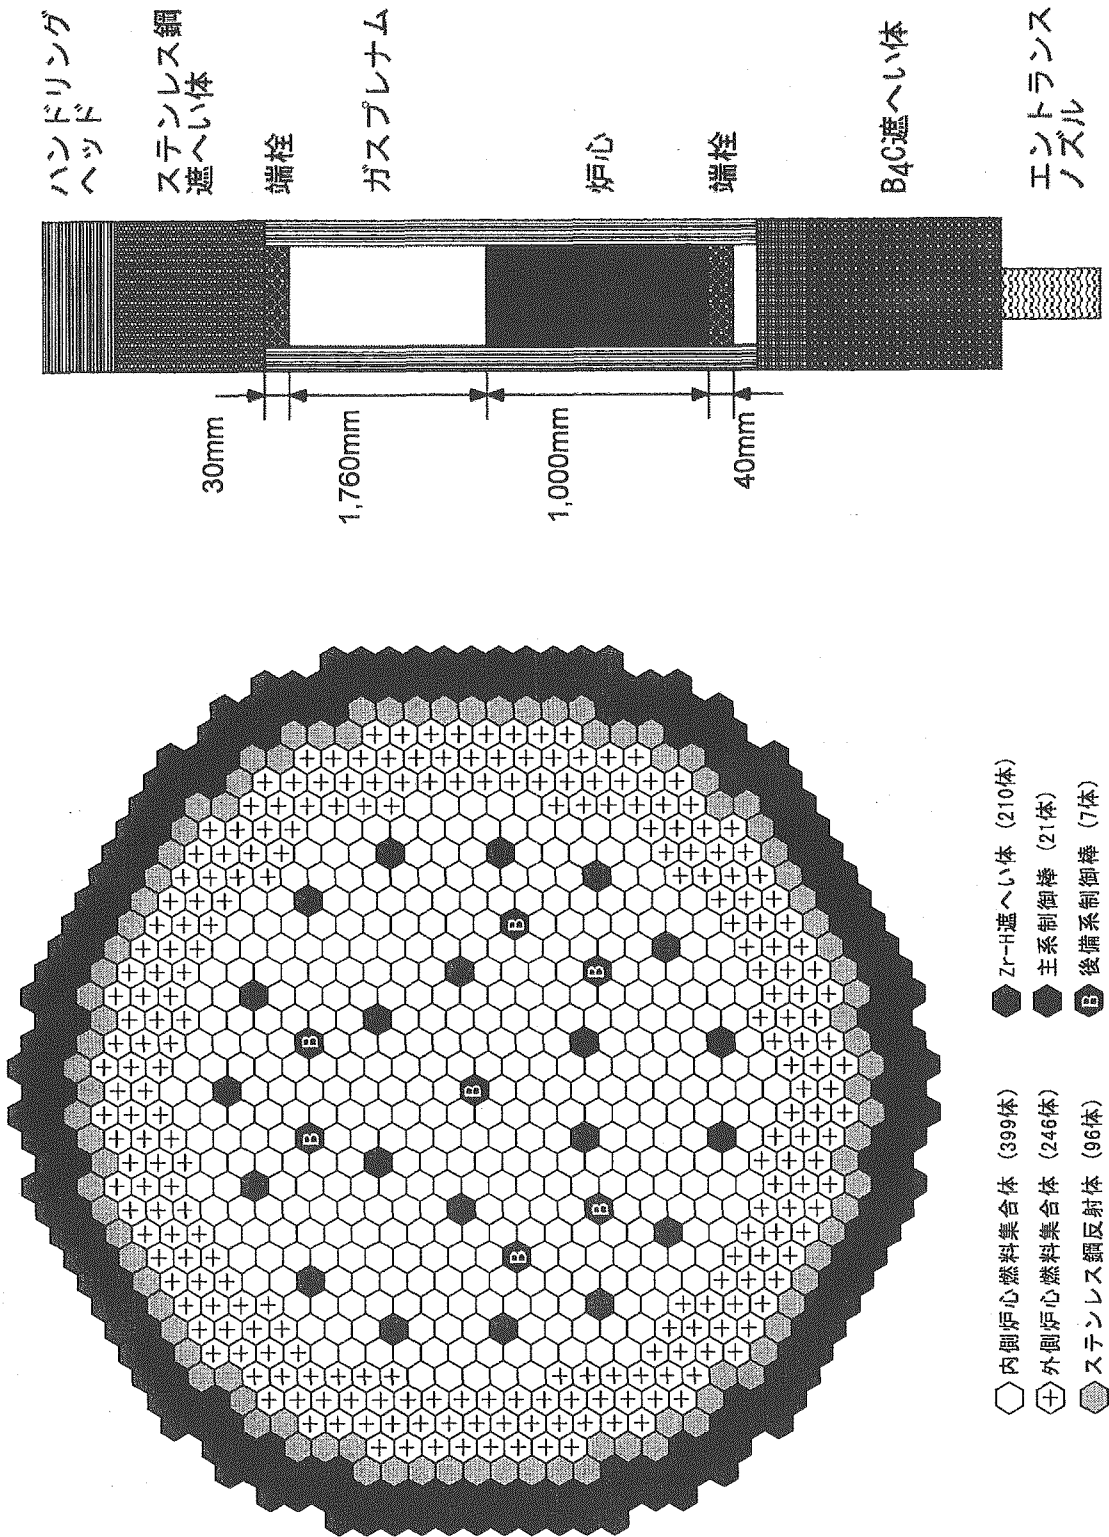 ハンドリング
ヘッド
ステンレス鋼
遮へい体
端栓
ガスプレナム
炉心
端栓
B4C遮へい体
エントランス
ノズル
30mm
1,760mm
1,000mm
40mm
B
B
B
B
B
B
B
内側炉心燃料集合体 (399体)
外側炉心燃料集合体 (246体)
ステンレス鋼反射体 (96体)
Zr-H遮へい体 (210体)
主系制御棒 (21体)
B 後備系制御棒 (7体)